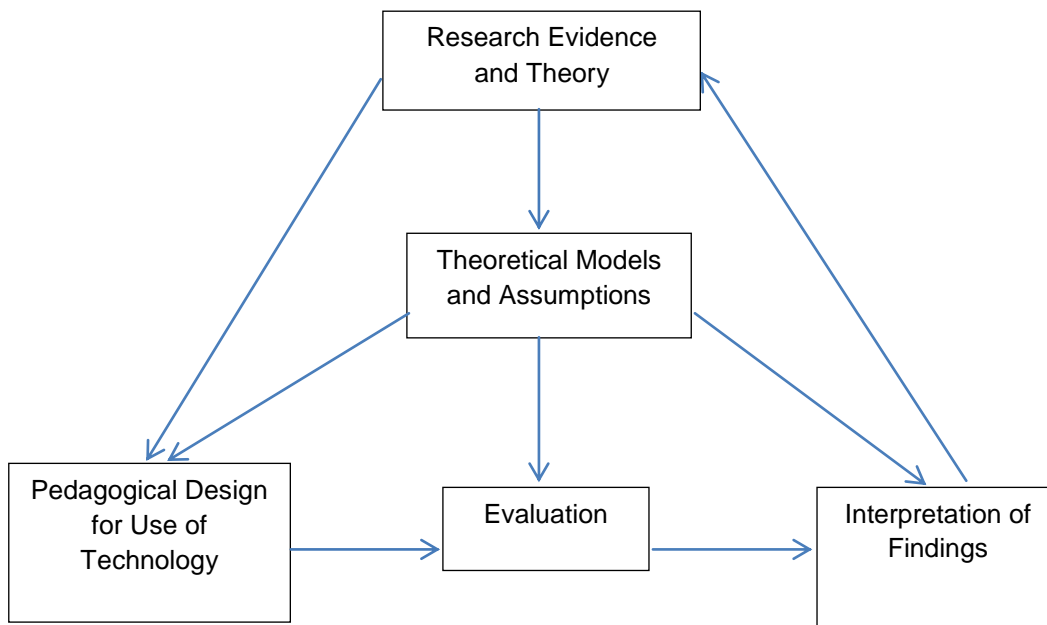 Research Evidence
and Theory
Theoretical Models
and Assumptions
Pedagogical Design
for Use of
Technology
Evaluation
Interpretation of
Findings